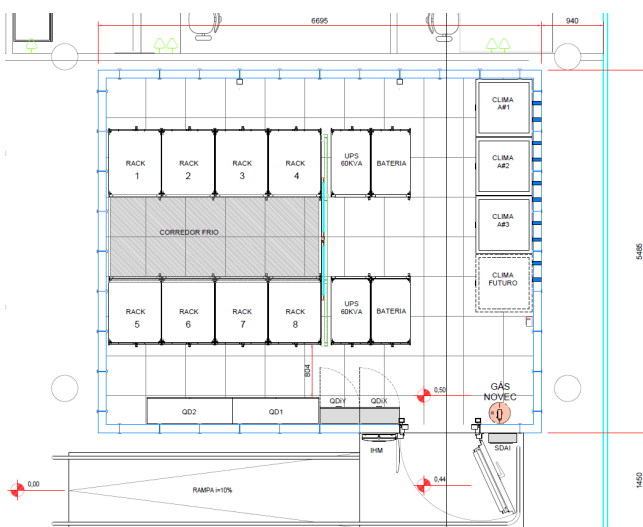 6695
940
CLIMA
A#1
RACK
1
RACK
2
RACK
3
RACK
4
UPS
60KVA
BATERIA
CLIMA
A#2
CLIMA
A#3
CORREDOR FRIO
CLIMA
FUTURO
5485
RACK
5
RACK
6
RACK
7
RACK
8
UPS
60KVA
BATERIA
804
0,50
GÁS
NOVEC
QD2
QD1
QDiY
QDiX
IHM
SDAI
0,00
RAMPA i=10%
0,44
1450